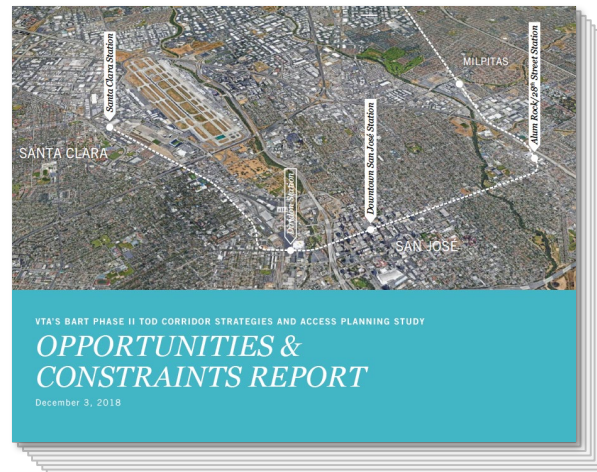 Santa Clara Station
MILPITAS
Alum Rock/28th Street Station
SANTA CLARA
Downtown San José Station
Diridon Station
SAN JOSÉ
VTA'S BART PHASE II TOD CORRIDOR STRATEGIES AND ACCESS PLANNING STUDY
OPPORTUNITIES &
CONSTRAINTS REPORT
December 3, 2018